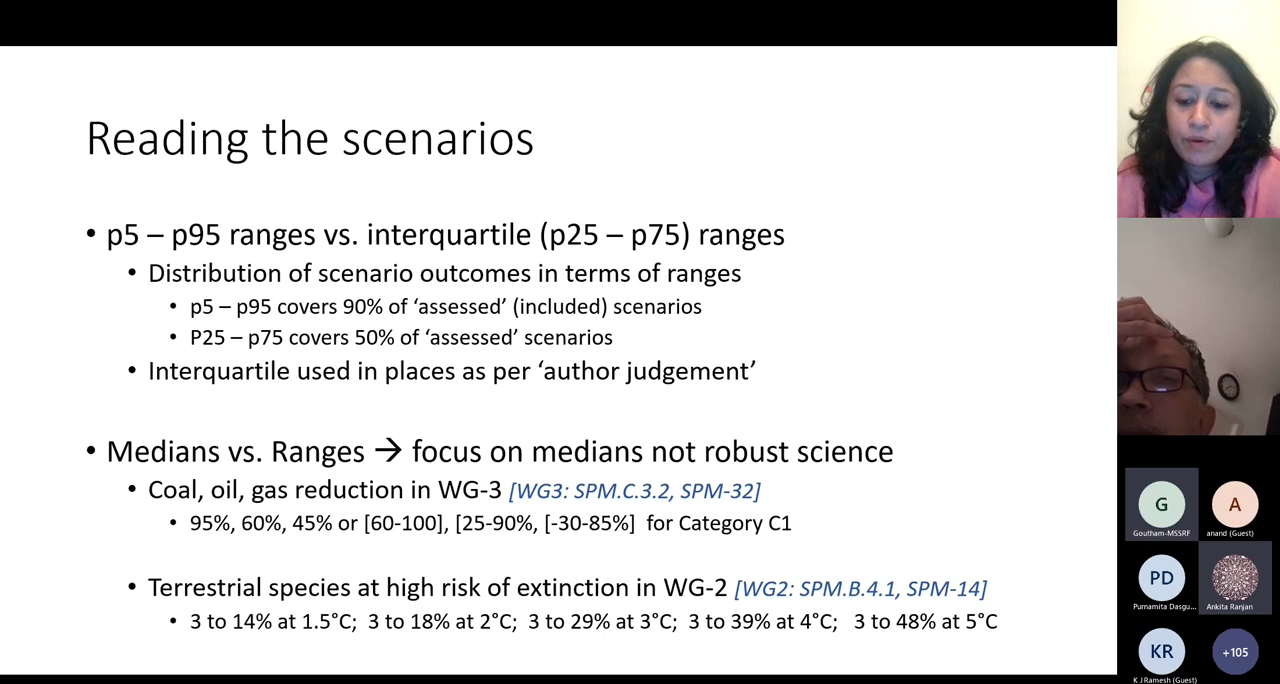 Reading the scenarios
• p5 – p95 ranges vs. interquartile (p25 – p75) ranges
• Distribution of scenario outcomes in terms of ranges
• p5 – p95 covers 90% of ‘assessed’ (included) scenarios
• P25 – p75 covers 50% of ‘assessed’ scenarios
• Interquartile used in places as per ‘author judgement’
• Medians vs. Ranges → focus on medians not robust science
• Coal, oil, gas reduction in WG-3 [WG3: SPM.C.3.2, SPM-32]
• 95%, 60%, 45% or [60-100], [25-90%, [-30-85%] for Category C1
• Terrestrial species at high risk of extinction in WG-2 [WG2: SPM.B.4.1, SPM-14]
• 3 to 14% at 1.5°C; 3 to 18% at 2°C; 3 to 29% at 3°C; 3 to 39% at 4°C; 3 to 48% at 5°C
G
Goutham-MSSRF
A
anand (Guest)
PD
Purnamita Dasgu...
Ankita Ranjan
KR
K J Ramesh (Guest)
+105